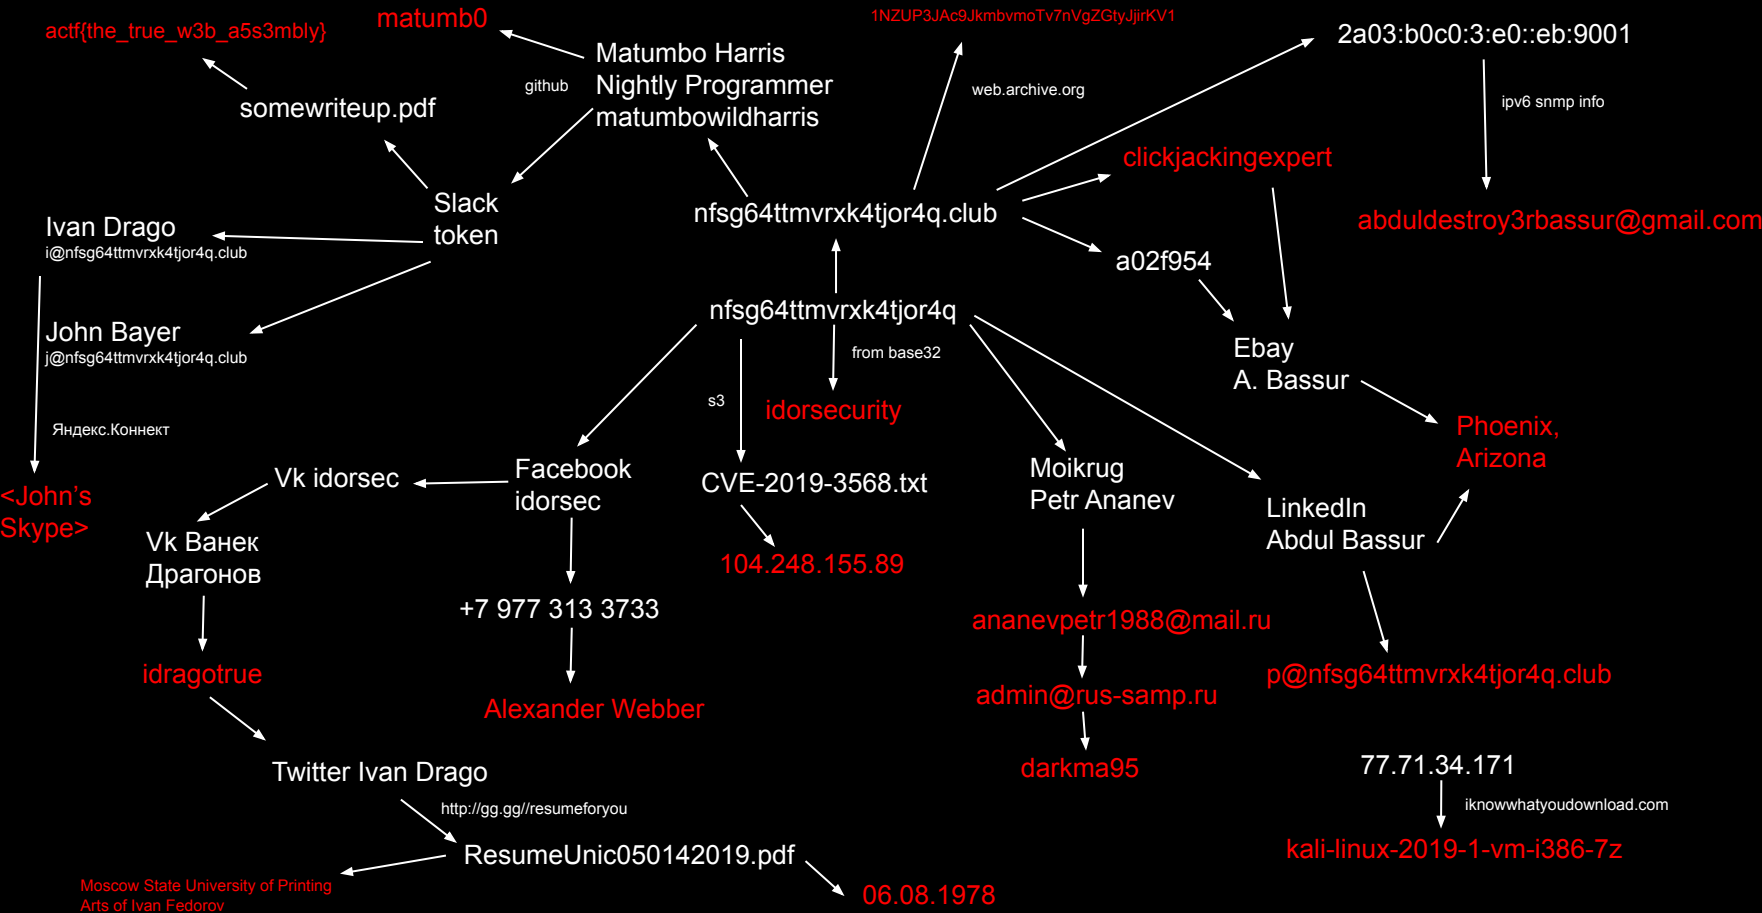 actf{the_true_w3b_a5s3mbly}
matumb0
1NZUP3JAc9JkmbvmoTv7nVgZGtyJjirKV1
2a03:b0c0:3:e0::eb:9001
Matumbo Harris
Nightly Programmer
matumbowildharris
github
somewriteup.pdf
web.archive.org
ipv6 snmp info
clickjackingexpert
Slack
token
nfsg64ttmvrxk4tjor4q.club
abduldestroy3rbassur@gmail.com
Ivan Drago
i@nfsg64ttmvrxk4tjor4q.club
a02f954
nfsg64ttmvrxk4tjor4q
John Bayer
j@nfsg64ttmvrxk4tjor4q.club
from base32
Ebay
A. Bassur
s3
idorsecurity
Яндекс.Коннект
Phoenix,
Arizona
Vk idorsec
Facebook
idorsec
CVE-2019-3568.txt
Moikrug
Petr Ananev
<John's
Skype>
LinkedIn
Abdul Bassur
Vk Ванек
Драгонов
104.248.155.89
+7 977 313 3733
ananevpetr1988@mail.ru
idragotrue
p@nfsg64ttmvrxk4tjor4q.club
admin@rus-samp.ru
Alexander Webber
Twitter Ivan Drago
darkma95
77.71.34.171
http://gg.gg//resumeforyou
iknowwhatyoudownload.com
ResumeUnic050142019.pdf
kali-linux-2019-1-vm-i386-7z
Moscow State University of Printing
Arts of Ivan Fedorov
06.08.1978